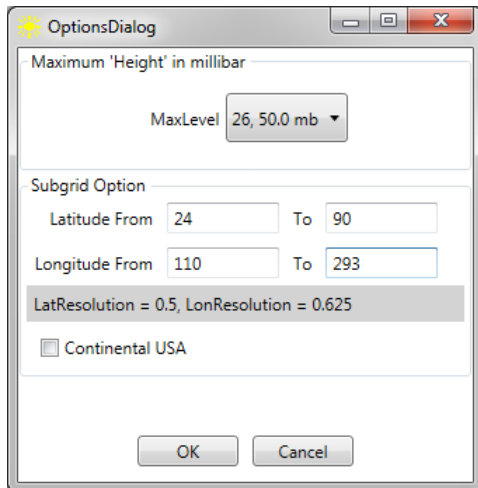 OptionsDialog
Maximum 'Height' in millibar
MaxLevel 26, 50.0 mb
Subgrid Option
Latitude From 24 To 90
Longitude From 110 To 293
LatResolution = 0.5, LonResolution = 0.625
Continental USA
OK Cancel